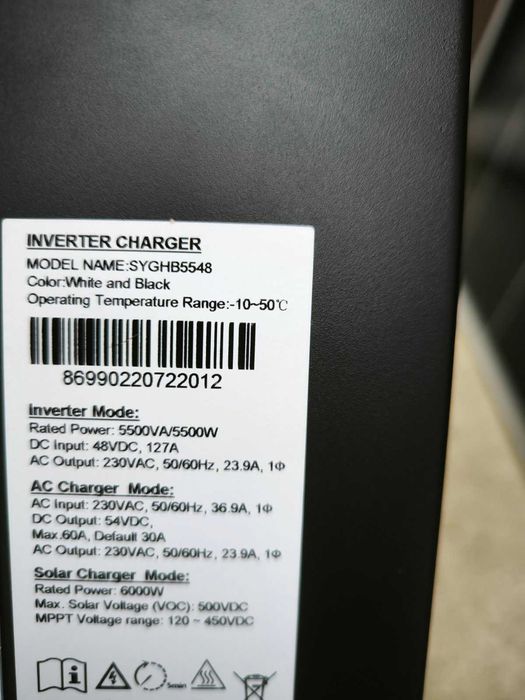 INVERTER CHARGER
MODEL NAME:SYGHB5548
Color:White and Black
Operating Temperature Range:-10~50℃
86990220722012
Inverter Mode:
Rated Power: 5500VA/5500W
DC Input: 48VDC, 127A
AC Output: 230VAC, 50/60Hz, 23.9A, 1Φ
AC Charger Mode:
AC Input: 230VAC, 50/60Hz, 36.9A, 1Φ
DC Output: 54VDC,
Max.60A, Default 30A
AC Output: 230VAC, 50/60Hz, 23.9A, 1Φ
Solar Charger Mode:
Rated Power: 6000W
Max. Solar Voltage (VOC): 500VDC
MPPT Voltage range: 120 ~ 450VDC
5min